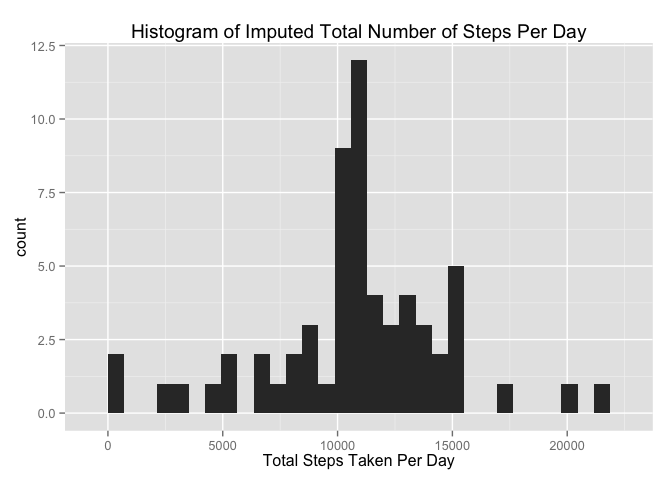 Histogram of Imputed Total Number of Steps Per Day
12.5
10.0
7.5
5.0
2.5
0.0
count
0 5000 10000 15000 20000
Total Steps Taken Per Day